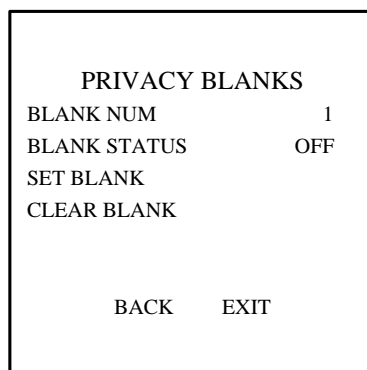 PRIVACY BLANKS
BLANK NUM 1
BLANK STATUS OFF
SET BLANK
CLEAR BLANK
BACK EXIT